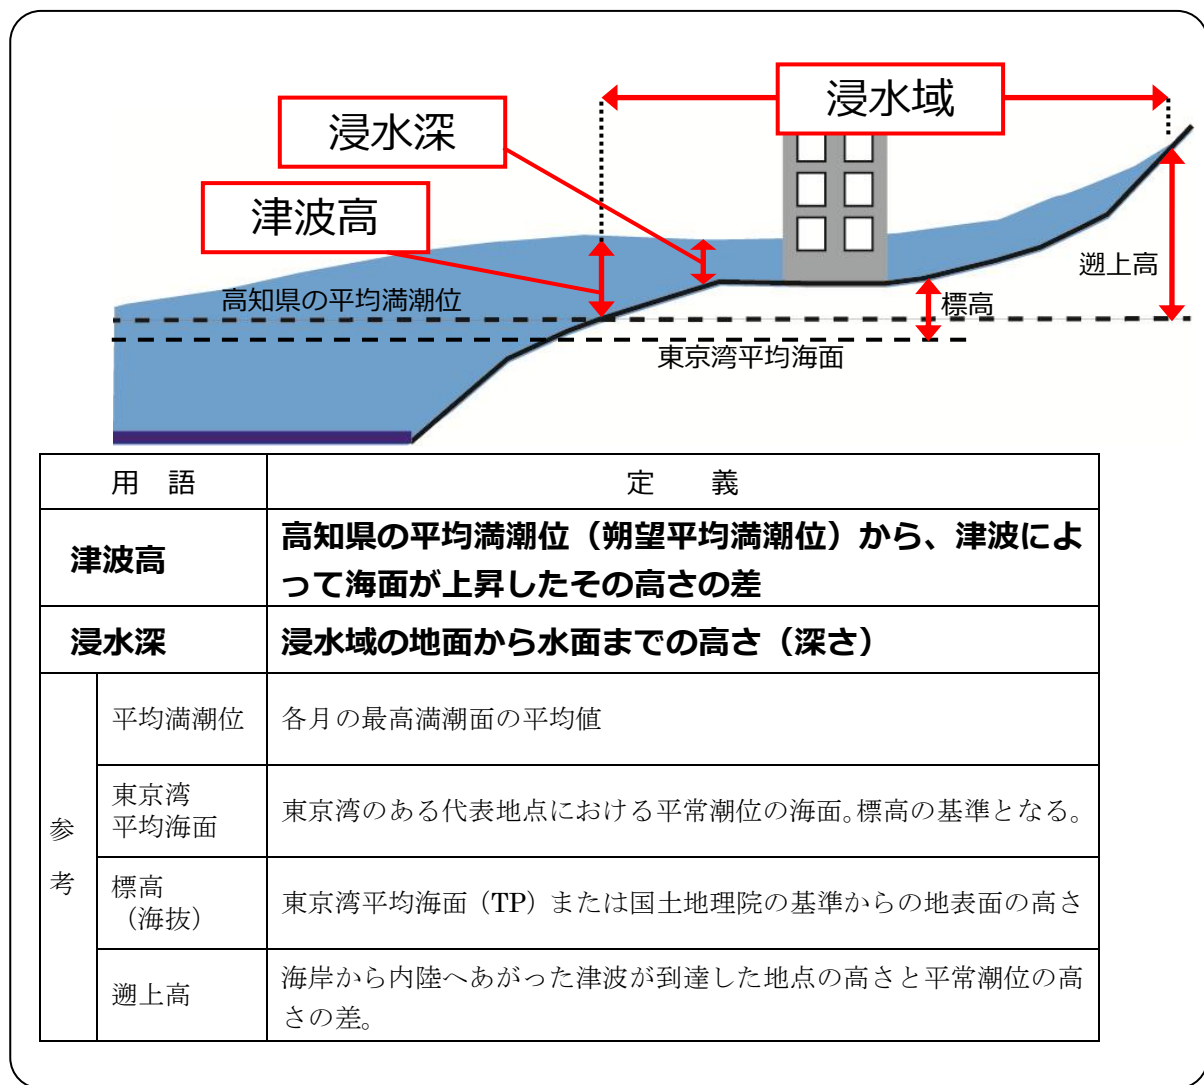 浸水域
浸水深
津波高
遡上高
高知県の平均満潮位
標高
東京湾平均海面
用　語
定　　義
津波高
高知県の平均満潮位（朔望平均満潮位）から、津波によ
って海面が上昇したその高さの差
浸水深
浸水域の地面から水面までの高さ（深さ）
参
考
平均満潮位
各月の最高満潮面の平均値
東京湾
平均海面
東京湾のある代表地点における平常潮位の海面。標高の基準となる。
標高
（海抜）
東京湾平均海面（TP）または国土地理院の基準からの地表面の高さ
遡上高
海岸から内陸へあがった津波が到達した地点の高さと平常潮位の高
さの差。